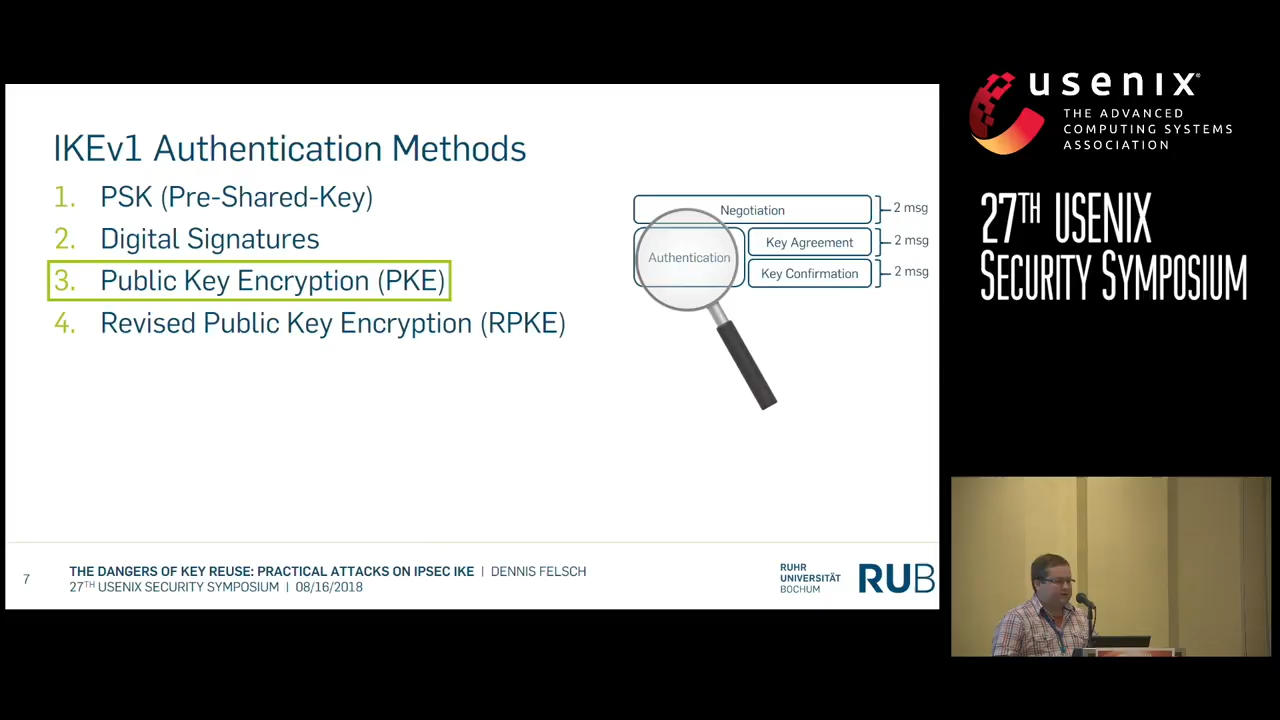 usenix
THE ADVANCED
COMPUTING SYSTEMS
ASSOCIATION
27TH USENIX
SECURITY SYMPOSIUM
IKEv1 Authentication Methods
1. PSK (Pre-Shared-Key)
2. Digital Signatures
3. Public Key Encryption (PKE)
4. Revised Public Key Encryption (RPKE)
Negotiation
2 msg
Authentication
Key Agreement
2 msg
Key Confirmation
2 msg
7
THE DANGERS OF KEY REUSE: PRACTICAL ATTACKS ON IPSEC IKE | DENNIS FELSCH
27TH USENIX SECURITY SYMPOSIUM | 08/16/2018
RUHR
UNIVERSITÄT
BOCHUM
RUB